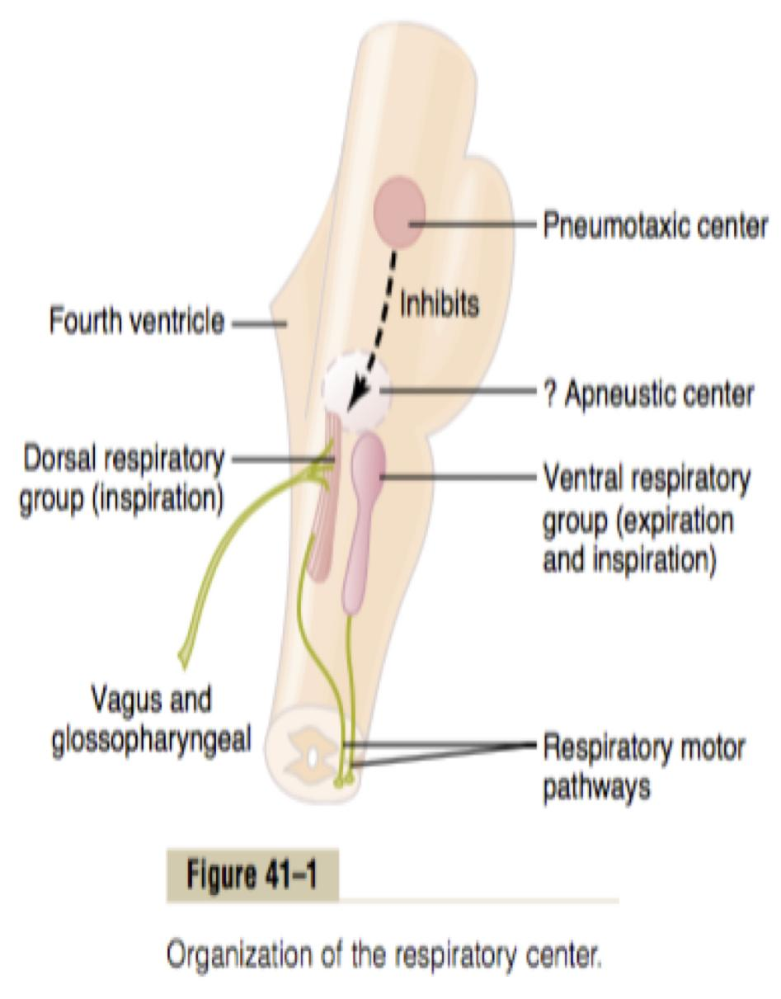 Pneumotaxic center
Inhibits
Fourth ventricle
? Apneustic center
Dorsal respiratory
group (inspiration)
Ventral respiratory
group (expiration
and inspiration)
Vagus and
glossopharyngeal
Respiratory motor
pathways
Figure 41–1
Organization of the respiratory center.